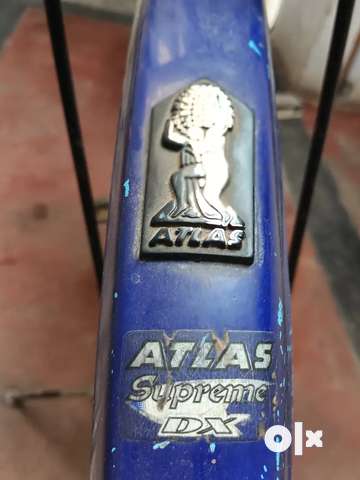 ATLAS
ATLAS
Supreme
DX
olx